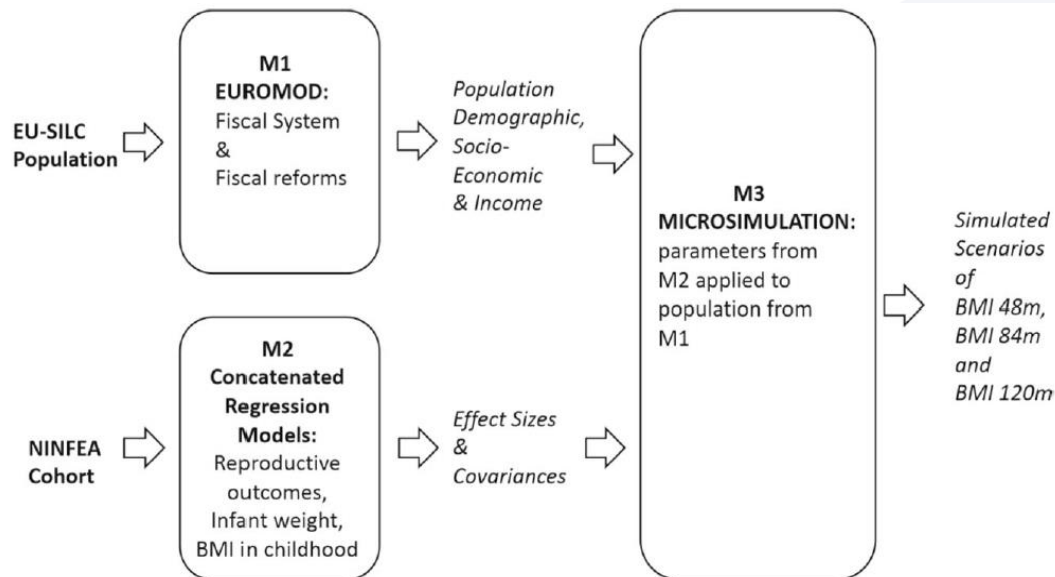 EU-SILC
Population
M1
EUROMOD:
Fiscal System
&
Fiscal reforms
Population
Demographic,
Socio-
Economic
& Income
NINFEA
Cohort
M2
Concatenated
Regression
Models:
Reproductive
outcomes,
Infant weight,
BMI in childhood
Effect Sizes
&
Covariances
M3
MICROSIMULATION:
parameters from
M2 applied to
population from
M1
Simulated
Scenarios
of
BMI 48m,
BMI 84m
and
BMI 120m